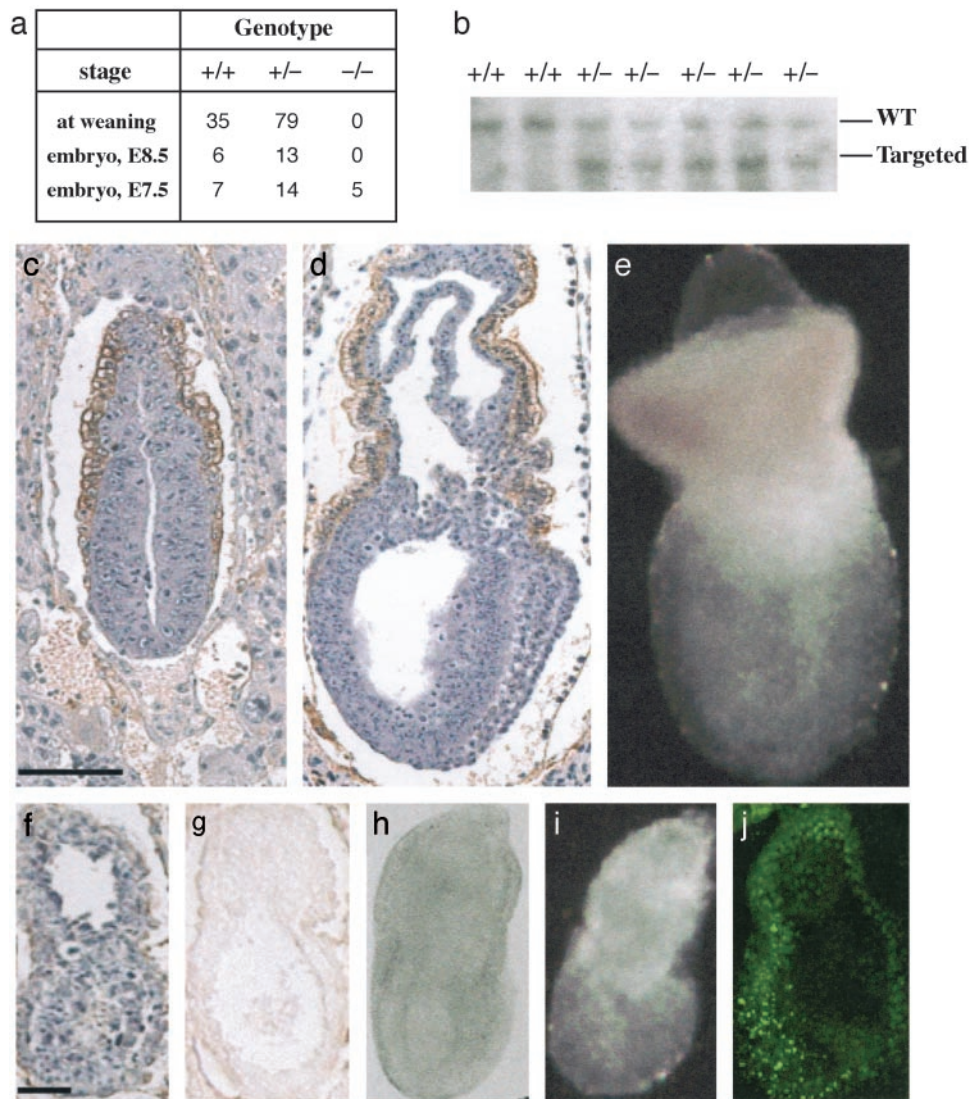 a
Genotype
stage +/+ +/− −/−
at weaning 35 79 0
embryo, E8.5 6 13 0
embryo, E7.5 7 14 5
b
+/+ +/+ +/− +/− +/− +/− +/−
WT
Targeted
c
d
e
f
g
h
i
j